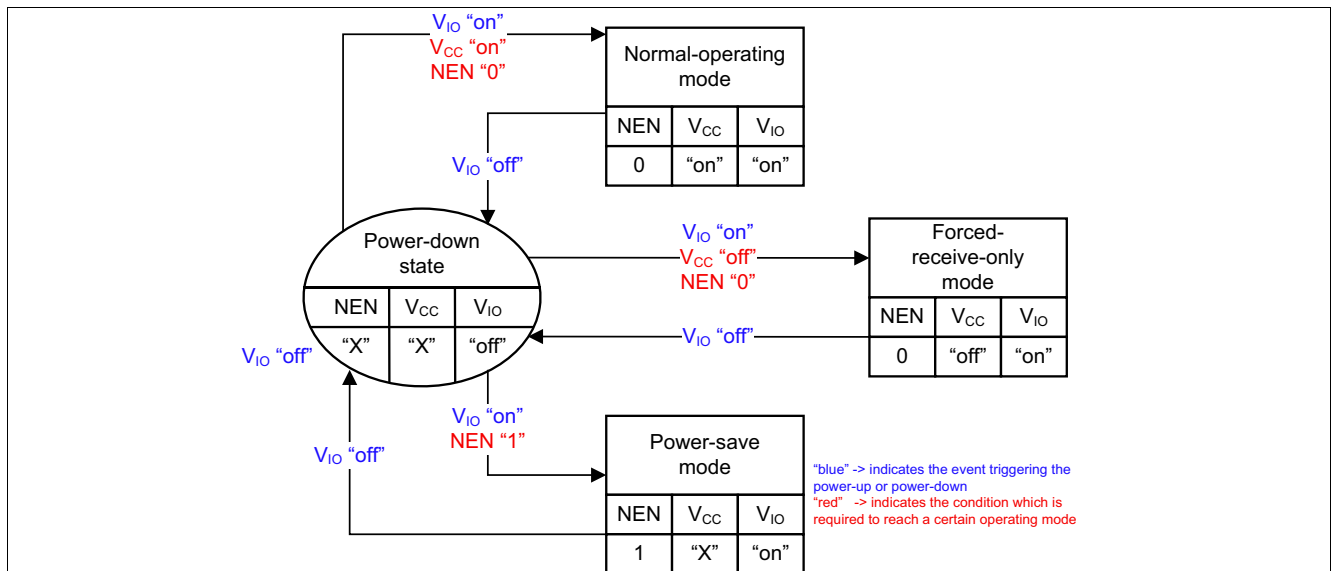 VIO “on”
VCC “on”
NEN “0”
Normal-operating
mode
NEN VCC VIO
0 “on” “on”
VIO “off”
Power-down
state
NEN VCC VIO
“X” “X” “off”
VIO “off”
VIO “on”
VCC “off”
NEN “0”
Forced-
receive-only
mode
NEN VCC VIO
0 “off” “on”
VIO “off”
VIO “on”
NEN “1”
VIO “off”
Power-save
mode
NEN VCC VIO
1 “X” “on”
“blue” -> indicates the event triggering the
power-up or power-down
“red” -> indicates the condition which is
required to reach a certain operating mode